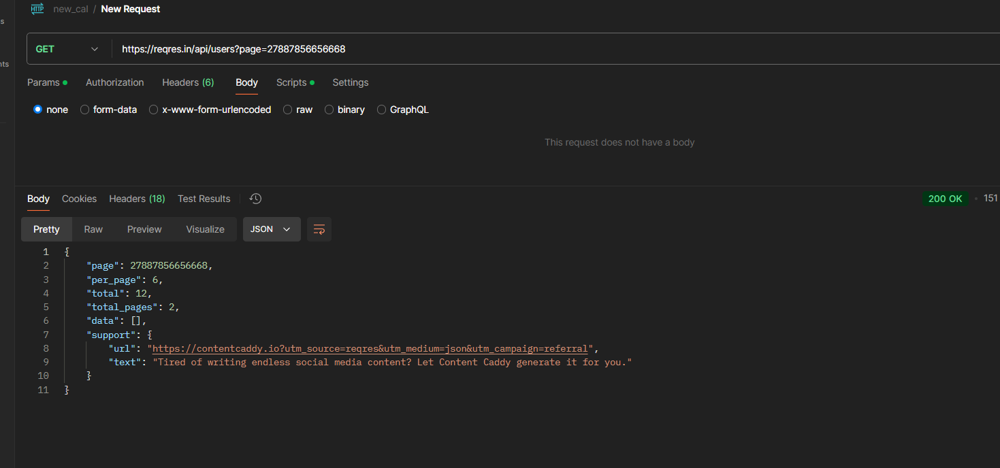 HTTP new_cal / New Request
s
GET https://reqres.in/api/users?page=27887856656668
nts
Params Authorization Headers (6) Body Scripts Settings
none form-data x-www-form-urlencoded raw binary GraphQL
This request does not have a body
Body Cookies Headers (18) Test Results 200 OK • 151
Pretty Raw Preview Visualize JSON
1 {
2 "page": 27887856656668,
3 "per_page": 6,
4 "total": 12,
5 "total_pages": 2,
6 "data": [],
7 "support": {
8 "url": "https://contentcaddy.io?utm_source=reqres&utm_medium=json&utm_campaign=referral",
9 "text": "Tired of writing endless social media content? Let Content Caddy generate it for you."
10 }
11 }